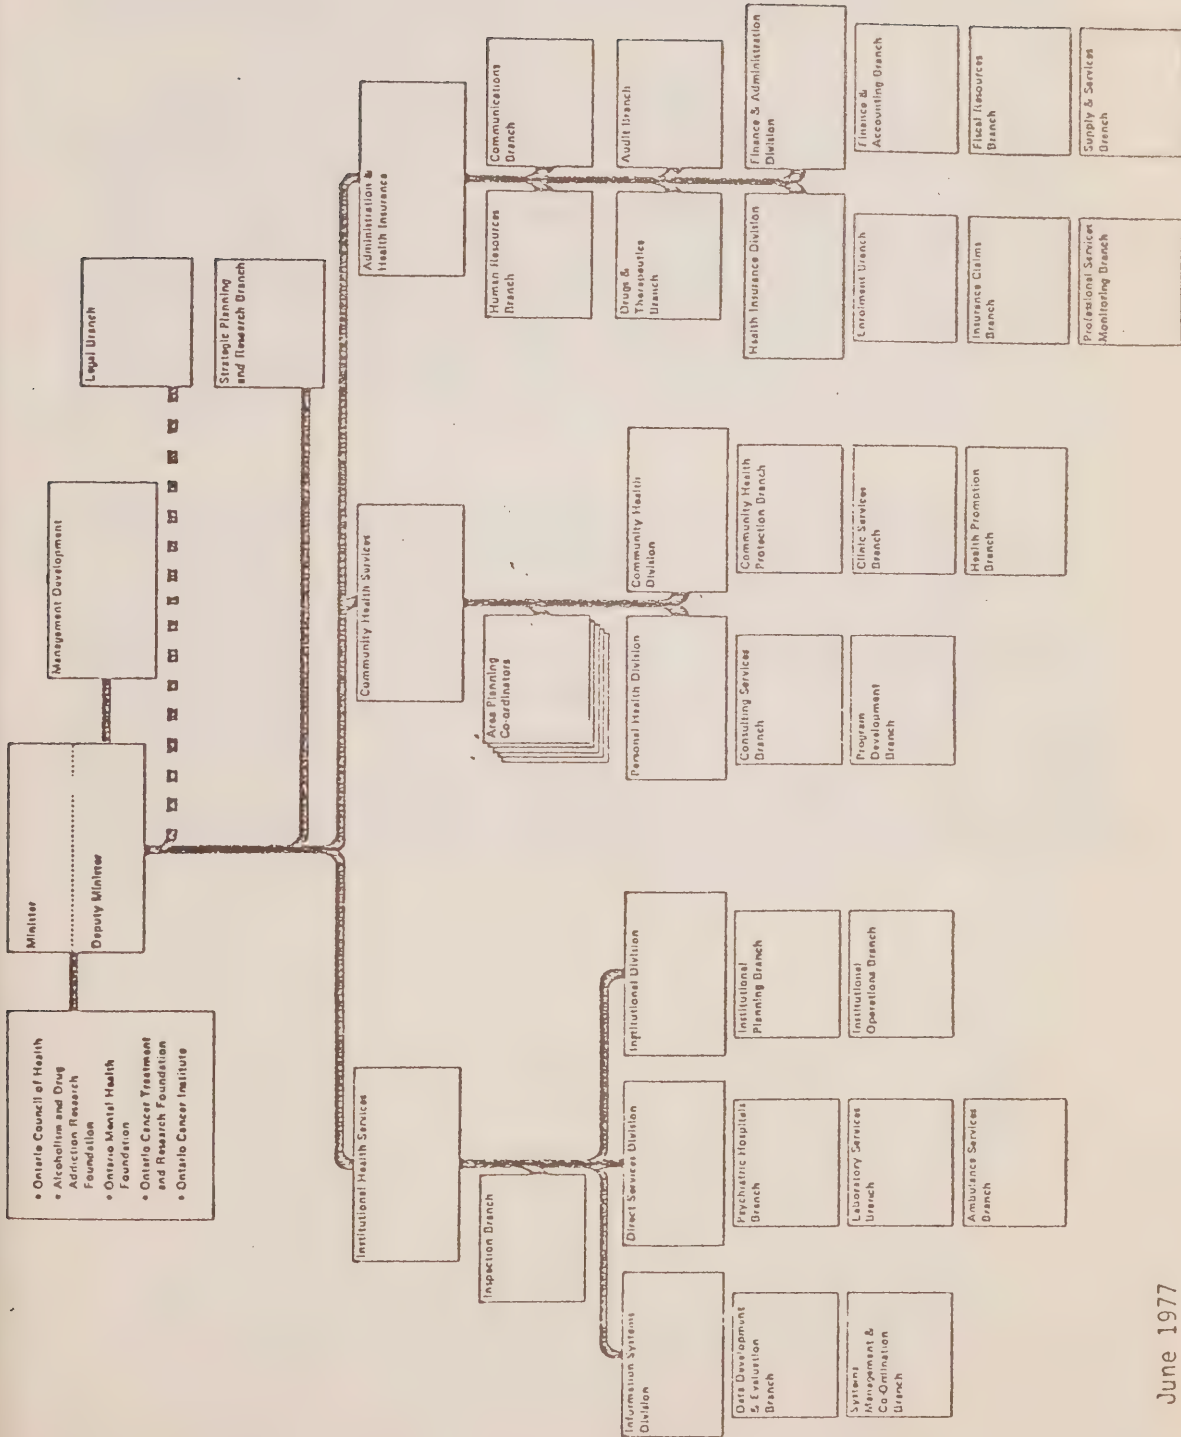 • Ontario Council of Health
• Alcoholism and Drug
Addiction Research
Foundation
• Ontario Mental Health
Foundation
• Ontario Cancer Treatment
and Research Foundation
• Ontario Cancer Institute
Minister
Deputy Minister
Management Development
Legal Branch
Strategic Planning
and Research Branch
Institutional Health Services
Community Health Services
Administration &
Health Insurance
Inspection Branch
Information Systems
Division
Data Development
& Evaluation
Branch
Systems
Management &
Co-Ordination
Branch
Direct Services Division
Psychiatric Hospitals
Branch
Laboratory Services
Branch
Ambulance Services
Branch
Institutional Division
Institutional
Planning Branch
Institutional
Operations Branch
Area Planning
Co-ordinators
Personal Health Division
Consulting Services
Branch
Program
Development
Branch
Community Health
Division
Community Health
Protection Branch
Clinic Services
Branch
Health Promotion
Branch
Human Resources
Branch
Communications
Branch
Drugs &
Therapeutics
Branch
Audit Branch
Health Insurance Division
Enrolment Branch
Insurance Claims
Branch
Professional Services
Monitoring Branch
Finance & Administration
Division
Finance &
Accounting Branch
Fiscal Resources
Branch
Supply & Services
Branch
June 1977